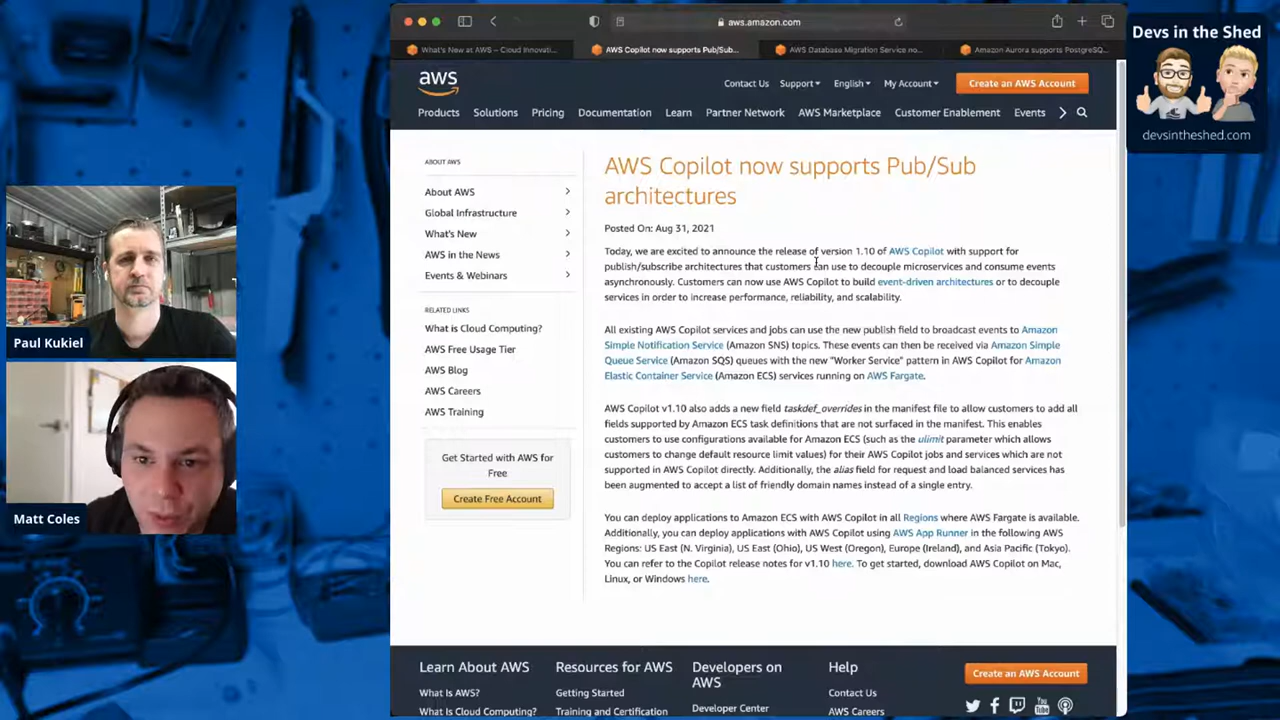 aws.amazon.com
What's New at AWS – Cloud Innovati...
AWS Copilot now supports Pub/Sub...
AWS Database Migration Service no...
Amazon Aurora supports PostgreSQ...
Devs in the Shed
devsintheshed.com
aws
Contact Us
Support
English
My Account
Create an AWS Account
Products
Solutions
Pricing
Documentation
Learn
Partner Network
AWS Marketplace
Customer Enablement
Events
ABOUT AWS
About AWS
Global Infrastructure
What's New
AWS in the News
Events & Webinars
RELATED LINKS
What is Cloud Computing?
AWS Free Usage Tier
AWS Blog
AWS Careers
AWS Training
Get Started with AWS for
Free
Create Free Account
AWS Copilot now supports Pub/Sub
architectures
Posted On: Aug 31, 2021
Today, we are excited to announce the release of version 1.10 of AWS Copilot with support for
publish/subscribe architectures that customers can use to decouple microservices and consume events
asynchronously. Customers can now use AWS Copilot to build event-driven architectures or to decouple
services in order to increase performance, reliability, and scalability.
All existing AWS Copilot services and jobs can use the new publish field to broadcast events to Amazon
Simple Notification Service (Amazon SNS) topics. These events can then be received via Amazon Simple
Queue Service (Amazon SQS) queues with the new "Worker Service" pattern in AWS Copilot for Amazon
Elastic Container Service (Amazon ECS) services running on AWS Fargate.
AWS Copilot v1.10 also adds a new field taskdef_overrides in the manifest file to allow customers to add all
fields supported by Amazon ECS task definitions that are not surfaced in the manifest. This enables
customers to use configurations available for Amazon ECS (such as the ulimit parameter which allows
customers to change default resource limit values) for their AWS Copilot jobs and services which are not
supported in AWS Copilot directly. Additionally, the alias field for request and load balanced services has
been augmented to accept a list of friendly domain names instead of a single entry.
You can deploy applications to Amazon ECS with AWS Copilot in all Regions where AWS Fargate is available.
Additionally, you can deploy applications with AWS Copilot using AWS App Runner in the following AWS
Regions: US East (N. Virginia), US East (Ohio), US West (Oregon), Europe (Ireland), and Asia Pacific (Tokyo).
You can refer to the Copilot release notes for v1.10 here. To get started, download AWS Copilot on Mac,
Linux, or Windows here.
Paul Kukiel
Matt Coles
Learn About AWS
What Is AWS?
What Is Cloud Computing?
Resources for AWS
Getting Started
Training and Certification
Developers on
AWS
Developer Center
Help
Contact Us
AWS Careers
Create an AWS Account
You
Tube